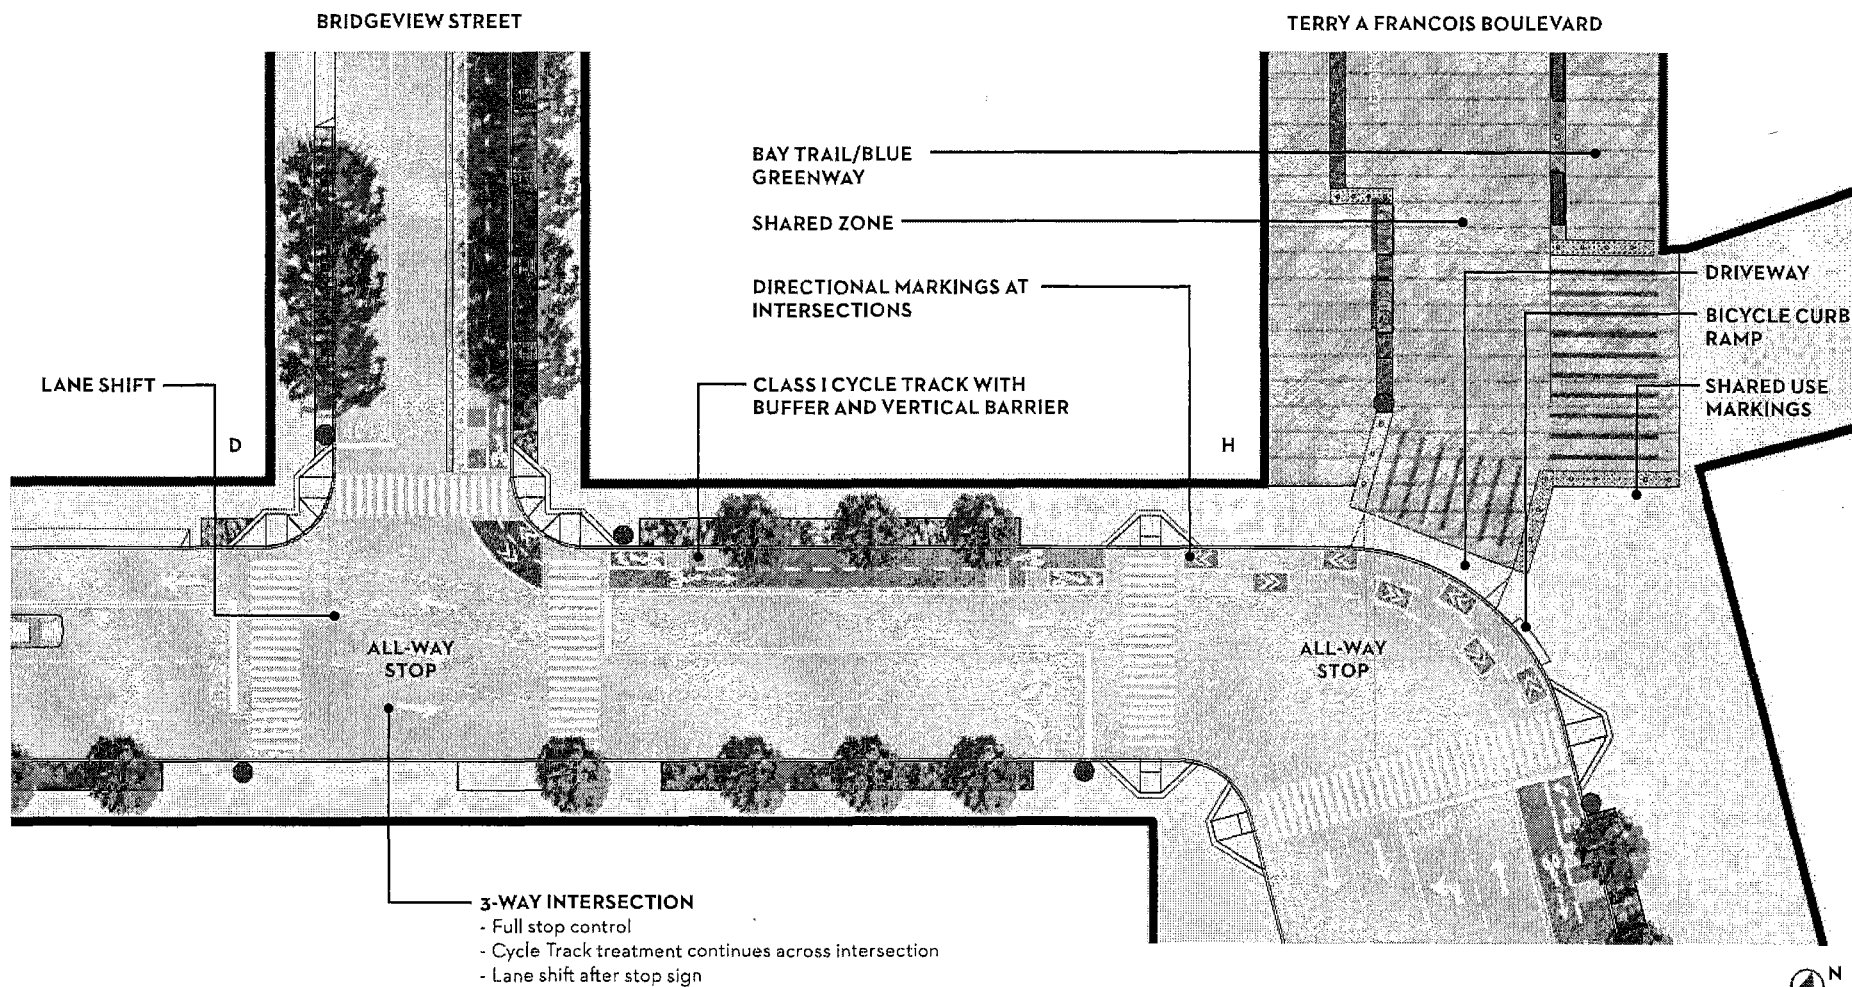 BRIDGEVIEW STREET
TERRY A FRANCOIS BOULEVARD
BAY TRAIL/BLUE
GREENWAY
SHARED ZONE
DIRECTIONAL MARKINGS AT
INTERSECTIONS
DRIVEWAY
BICYCLE CURB
RAMP
LANE SHIFT
CLASS I CYCLE TRACK WITH
BUFFER AND VERTICAL BARRIER
SHARED USE
MARKINGS
D
H
ALL-WAY
STOP
ALL-WAY
STOP
3-WAY INTERSECTION
- Full stop control
- Cycle Track treatment continues across intersection
- Lane shift after stop sign
N